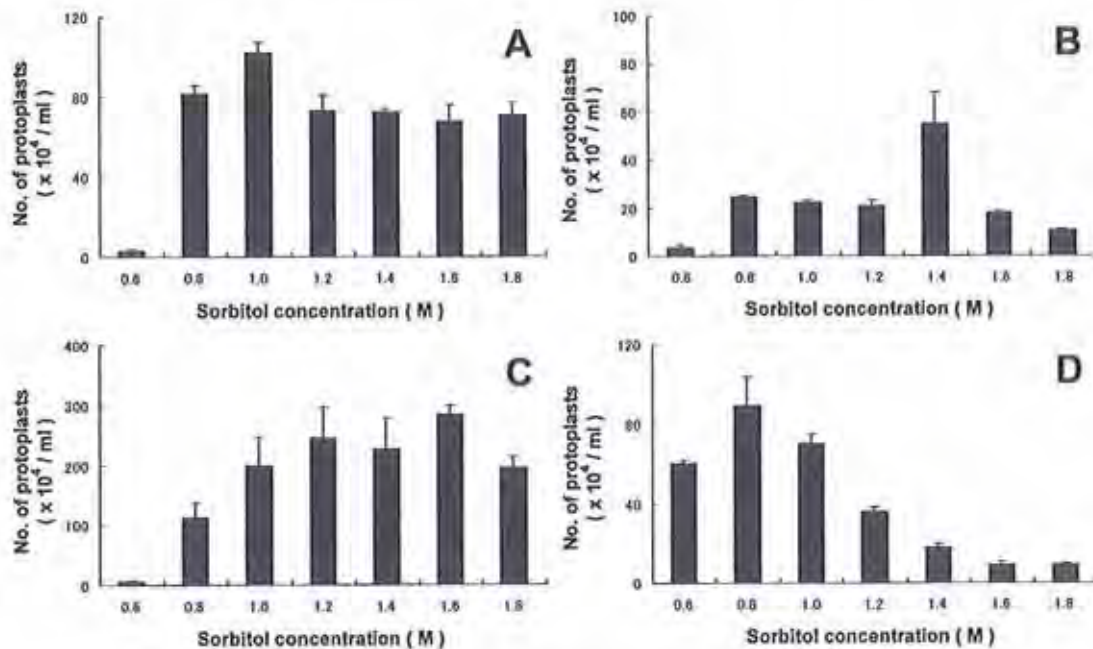 A
No. of protoplasts
( x 10⁴ / ml )
120
80
40
0
0.6 0.8 1.0 1.2 1.4 1.6 1.8
Sorbitol concentration ( M )
B
No. of protoplasts
( x 10⁴ / ml )
100
80
60
40
20
0
0.6 0.8 1.0 1.2 1.4 1.6 1.8
Sorbitol concentration ( M )
C
No. of protoplasts
( x 10⁴ / ml )
400
300
200
100
0
0.6 0.8 1.0 1.2 1.4 1.6 1.8
Sorbitol concentration ( M )
D
No. of protoplasts
( x 10⁴ / ml )
120
80
40
0
0.6 0.8 1.0 1.2 1.4 1.6 1.8
Sorbitol concentration ( M )